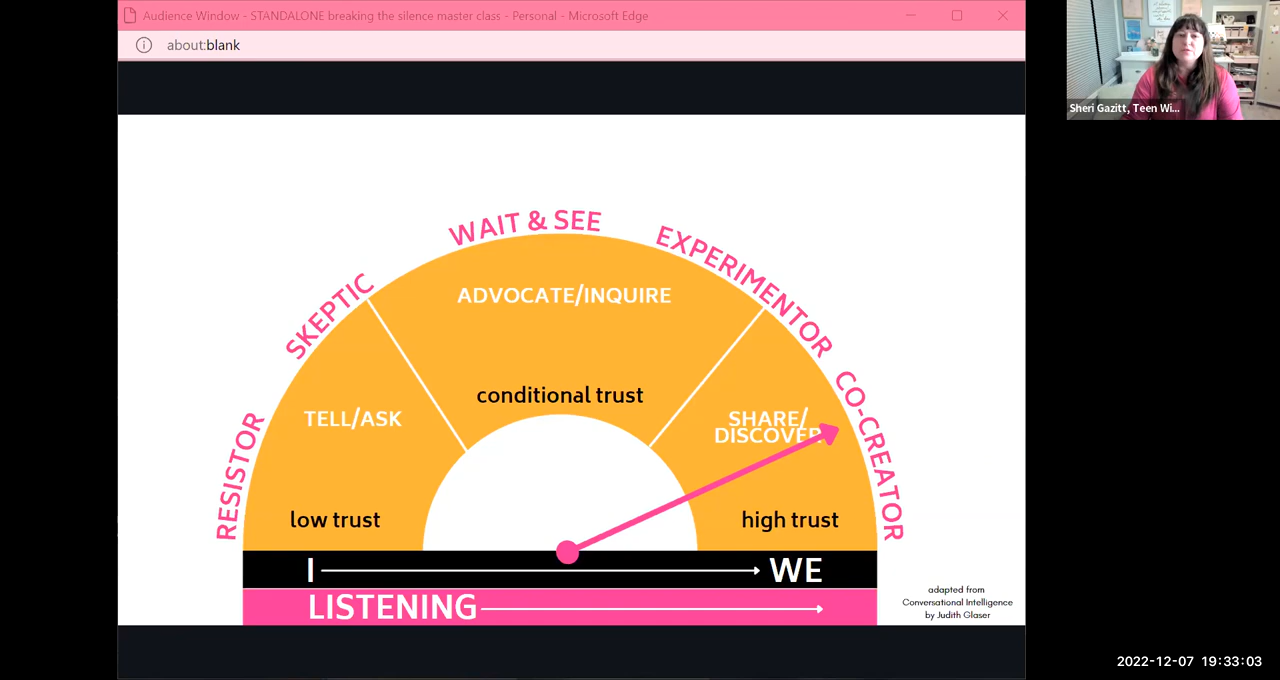 Audience Window - STANDALONE breaking the silence master class - Personal - Microsoft Edge
about:blank
Sheri Gazitt, Teen Wi...
WAIT & SEE
EXPERIMENTOR
SKEPTIC
ADVOCATE/INQUIRE
CO-CREATOR
conditional trust
RESISTOR
TELL/ASK
SHARE/
DISCOVER
low trust
high trust
I
WE
LISTENING
adapted from
Conversational Intelligence
by Judith Glaser
2022-12-07 19:33:03